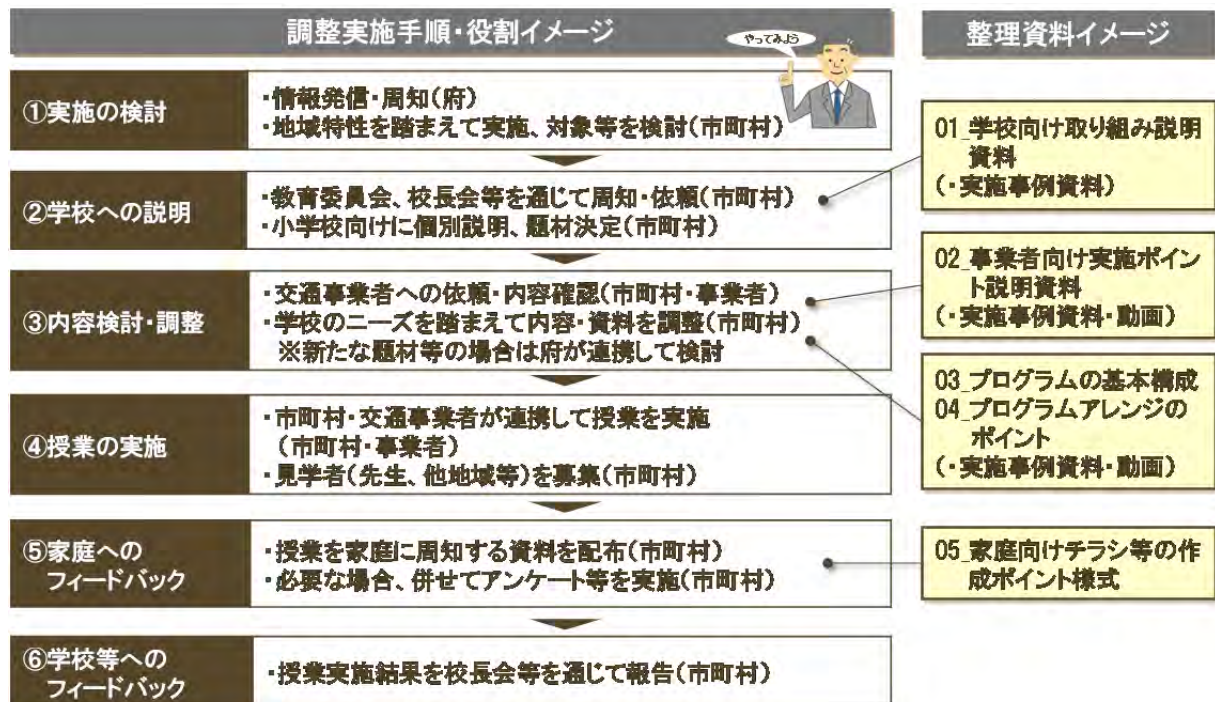 調整実施手順・役割イメージ
やってみよう
整理資料イメージ
①実施の検討
・情報発信・周知(府)
・地域特性を踏まえて実施、対象等を検討(市町村)
②学校への説明
・教育委員会、校長会等を通じて周知・依頼(市町村)
・小学校向けに個別説明、題材決定(市町村)
01_学校向け取り組み説明
資料
(・実施事例資料)
③内容検討・調整
・交通事業者への依頼・内容確認(市町村・事業者)
・学校のニーズを踏まえて内容・資料を調整(市町村)
※新たな題材等の場合は府が連携して検討
02_事業者向け実施ポイン
ト説明資料
(・実施事例資料・動画)
03_プログラムの基本構成
04_プログラムアレンジの
ポイント
(・実施事例資料・動画)
④授業の実施
・市町村・交通事業者が連携して授業を実施
(市町村・事業者)
・見学者(先生、他地域等)を募集(市町村)
⑤家庭への
フィードバック
・授業を家庭に周知する資料を配布(市町村)
・必要な場合、併せてアンケート等を実施(市町村)
05_家庭向けチラシ等の作
成ポイント様式
⑥学校等への
フィードバック
・授業実施結果を校長会等を通じて報告(市町村)